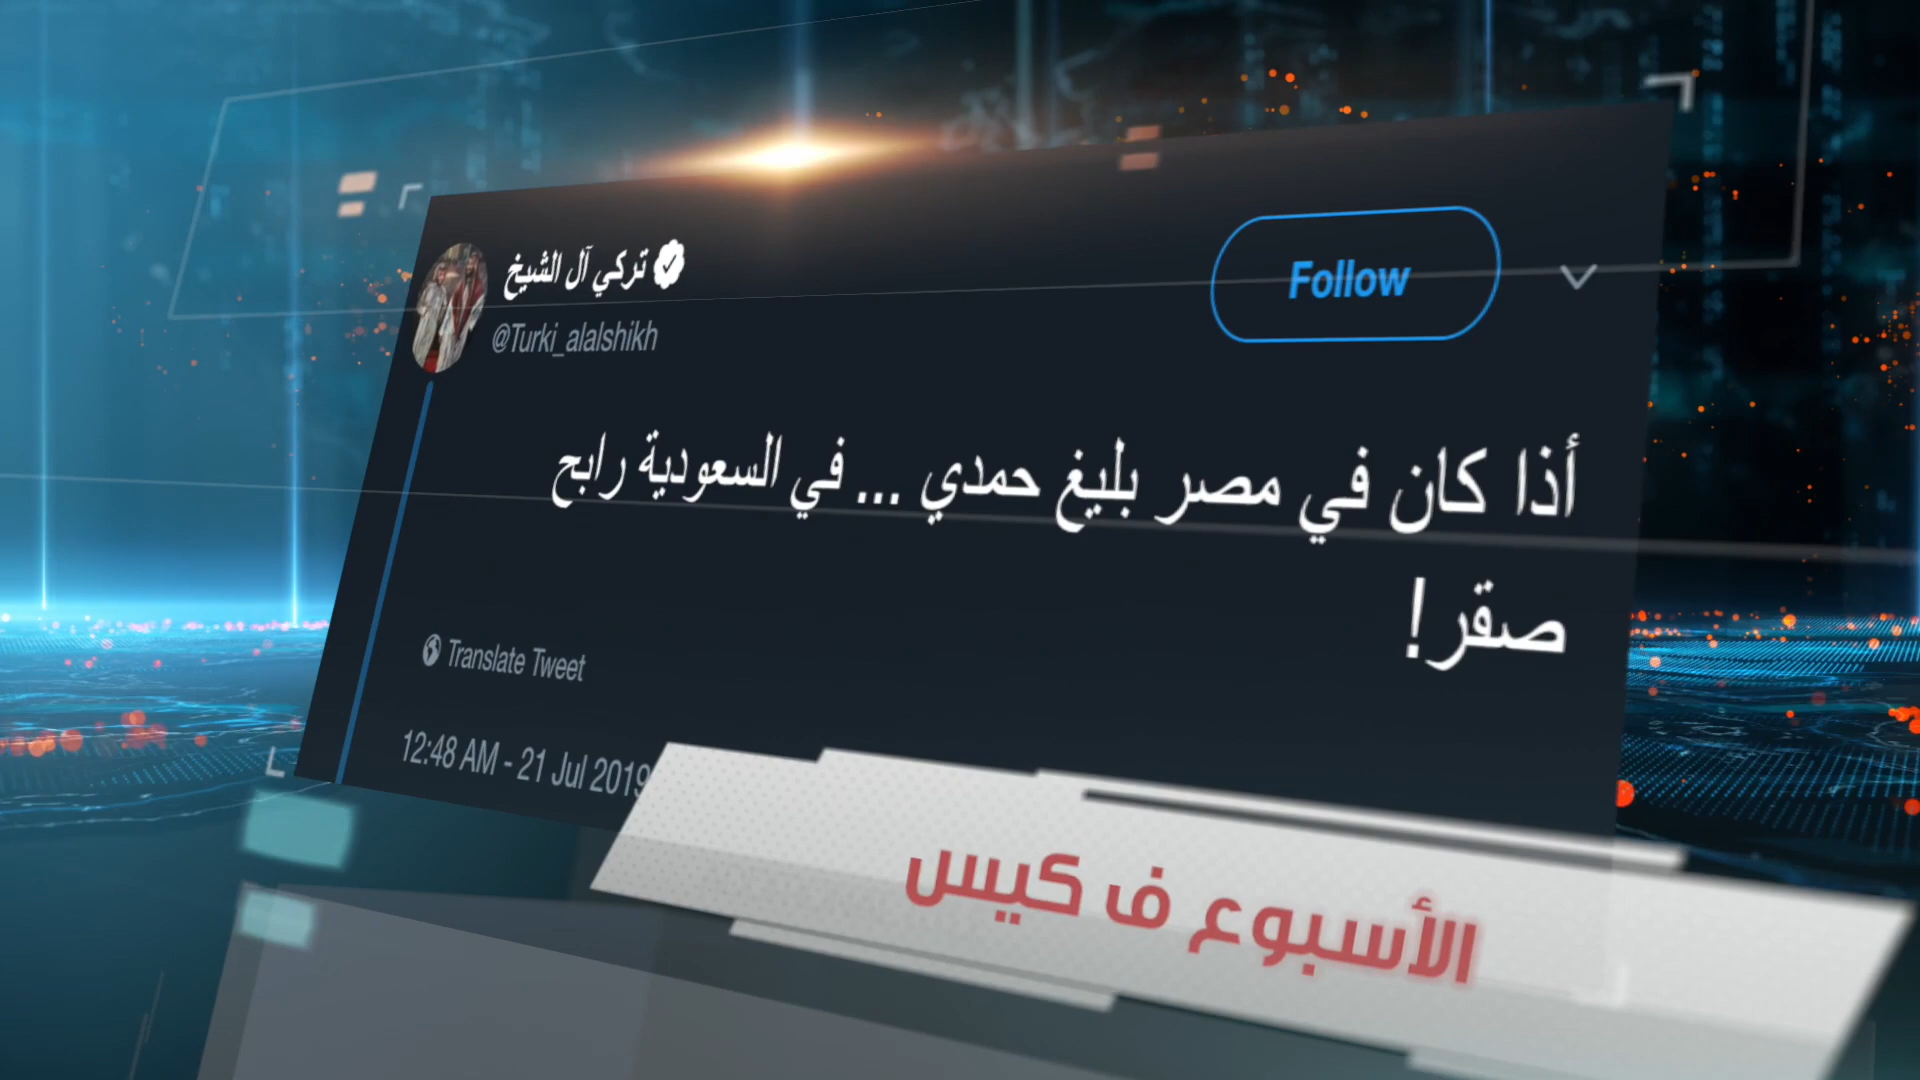 تركي آل الشيخ
@Turki_alalshikh
Follow
أذا كان في مصر بليغ حمدي ... في السعودية رابح
صقر!
Translate Tweet
12:48 AM - 21 Jul 2019
الأسبوع ف كيس